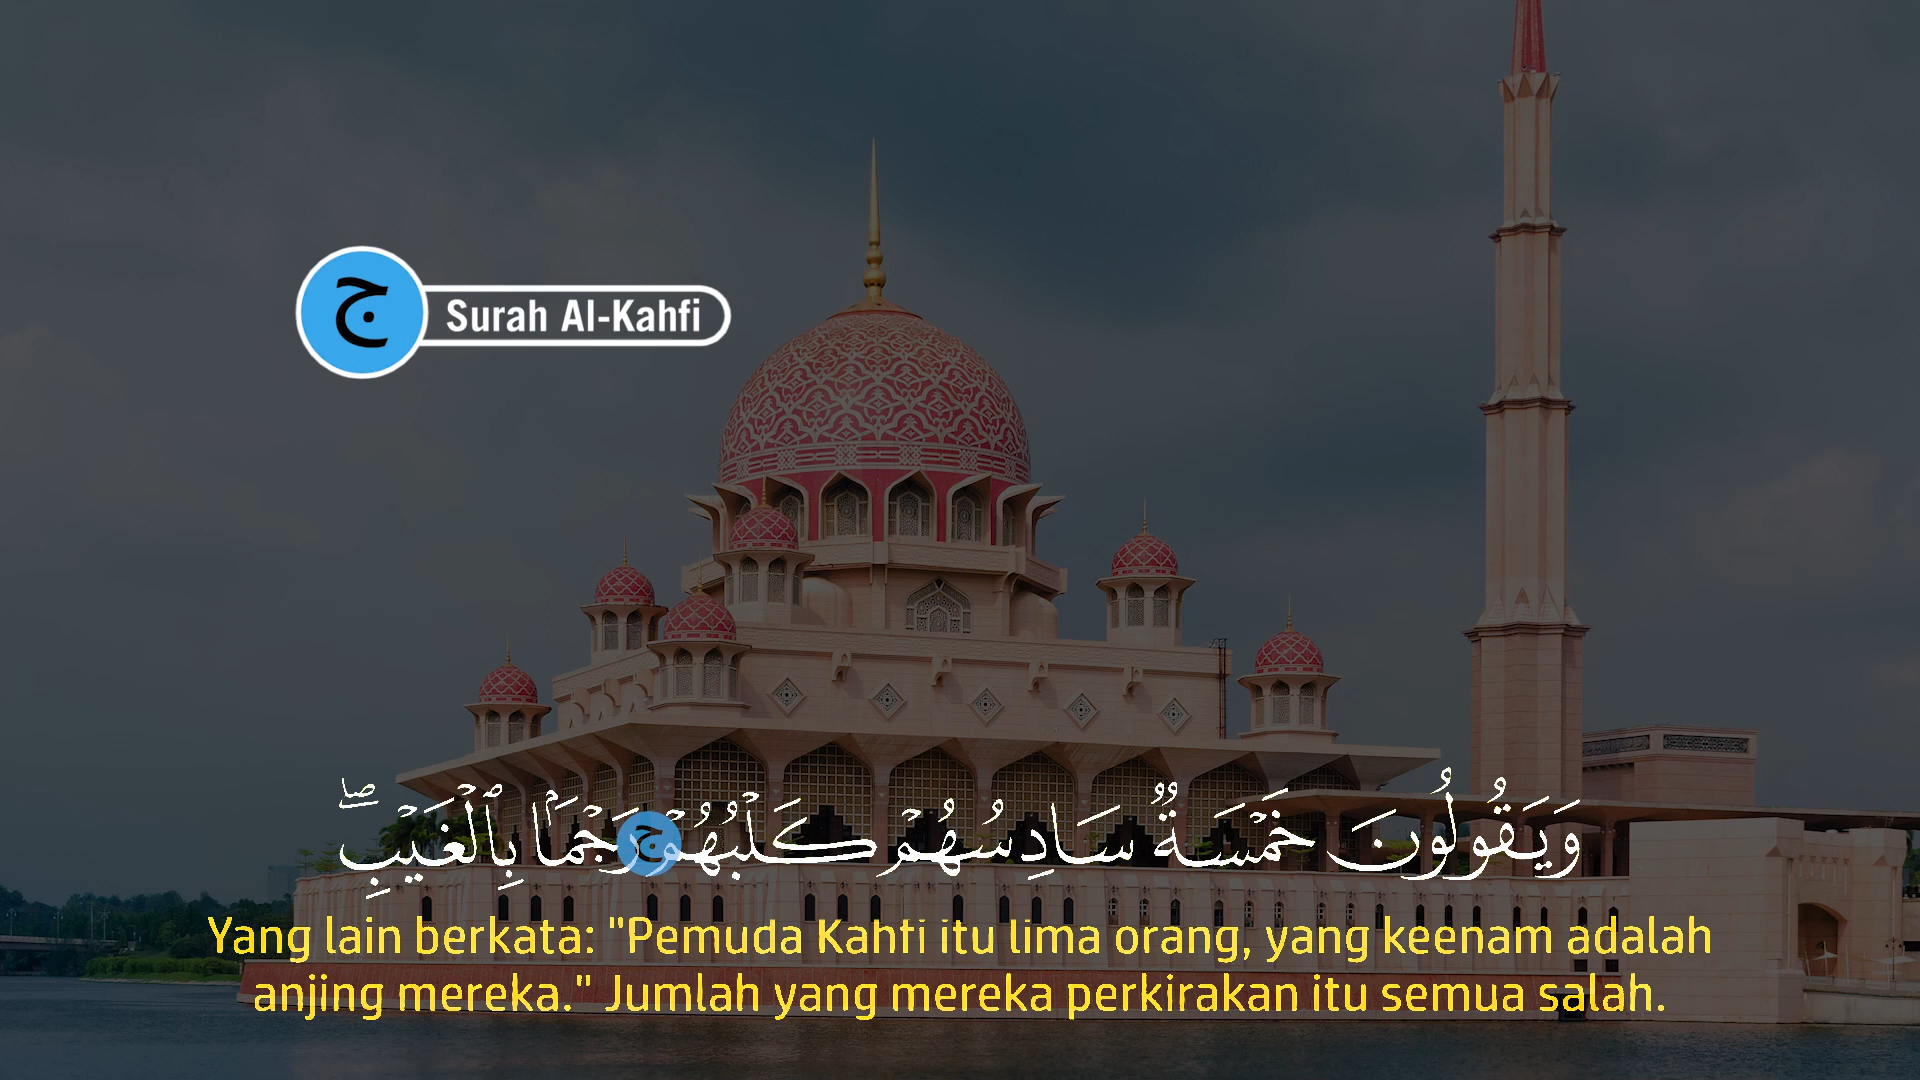 ج
Surah Al-Kahfi
وَيَقُولُونَ خَمْسَةٌ سَادِسُهُمْ كَلْبُهُمْ رَجْمًۢا بِٱلْغَيْبِ ۖ
ج
Yang lain berkata: "Pemuda Kahfi itu lima orang, yang keenam adalah
anjing mereka." Jumlah yang mereka perkirakan itu semua salah.